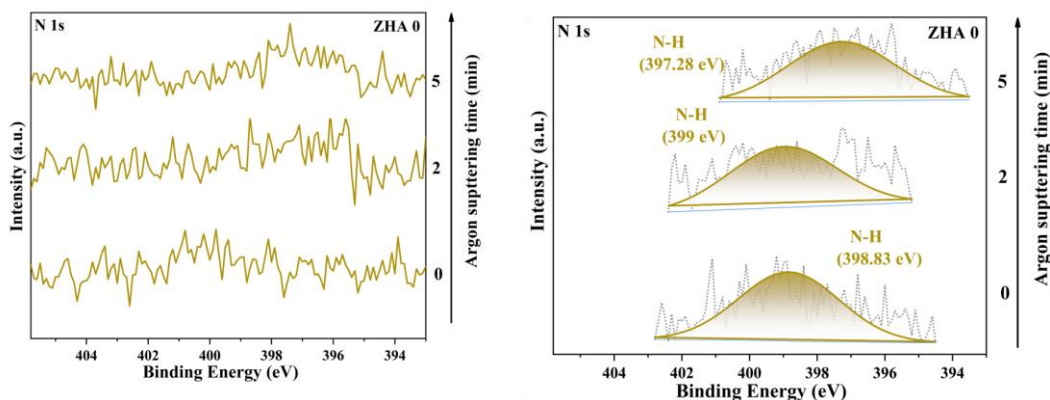 N 1s
ZHA 0
Intensity (a.u.)
5
2
0
Argon supttering time (min)
404
402
400
398
396
394
Binding Energy (eV)
N 1s
ZHA 0
N-H
(397.28 eV)
N-H
(399 eV)
N-H
(398.83 eV)
Intensity (a.u.)
5
2
0
Argon supttering time (min)
404
402
400
398
396
394
Binding Energy (eV)